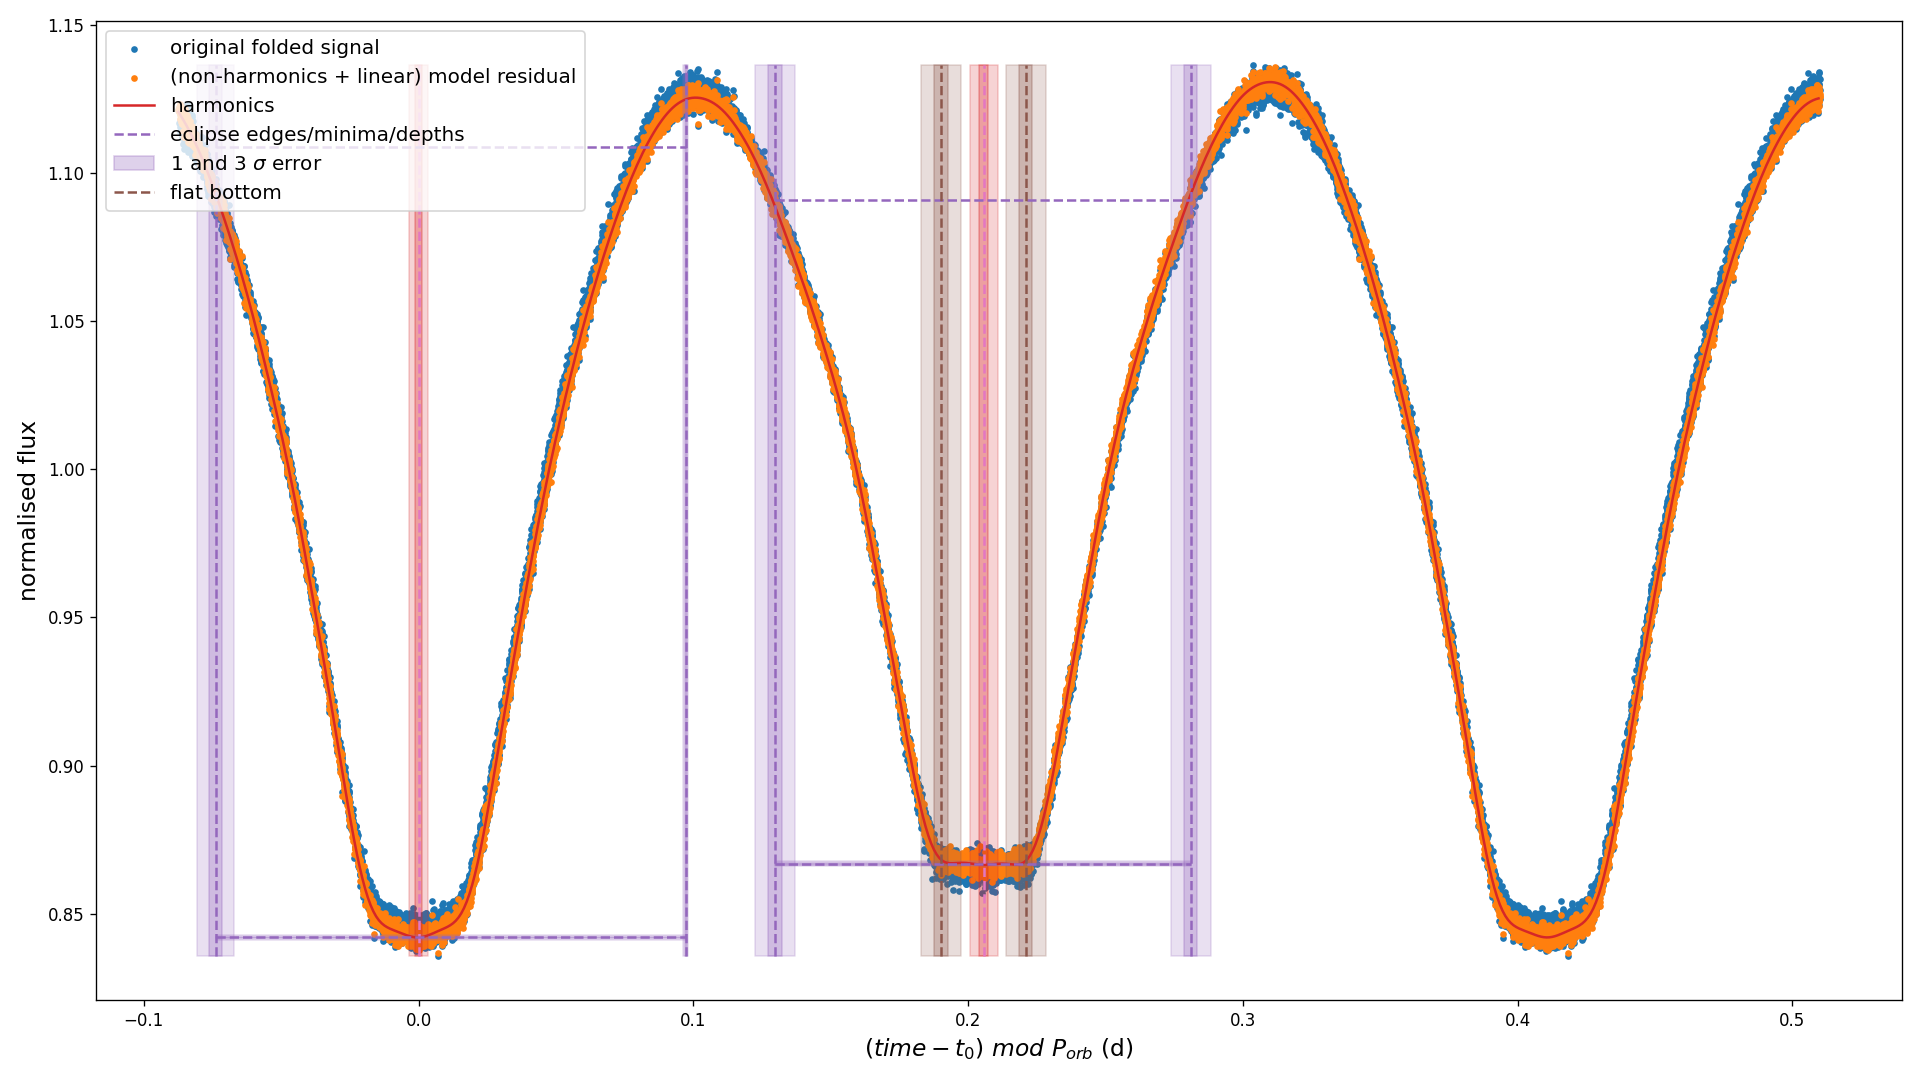 1.15
1.10
1.05
1.00
0.95
0.90
0.85
normalised flux
original folded signal
(non-harmonics + linear) model residual
harmonics
eclipse edges/minima/depths
1 and 3 σ error
flat bottom
−0.1 0.0 0.1 0.2 0.3 0.4 0.5
(time − t₀) mod P_orb (d)